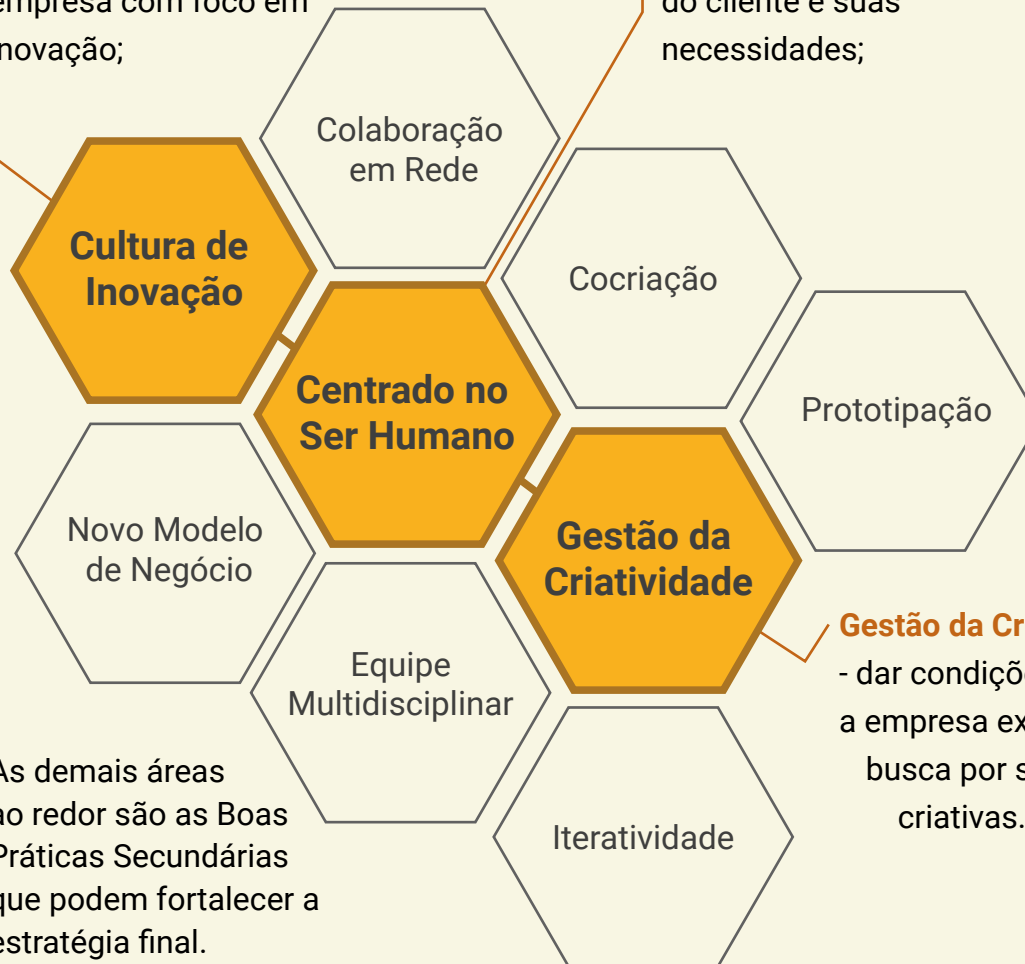 empresa com foco em
inovação;
do cliente e suas
necessidades;
Colaboração
em Rede
Cultura de
Inovação
Cocriação
Centrado no
Ser Humano
Prototipação
Novo Modelo
de Negócio
Gestão da
Criatividade
Equipe
Multidisciplinar
Gestão da Cr
- dar condiçõ
a empresa ex
busca por s
criativas.
As demais áreas
ao redor são as Boas
Práticas Secundárias
que podem fortalecer a
estratégia final.
Iteratividade